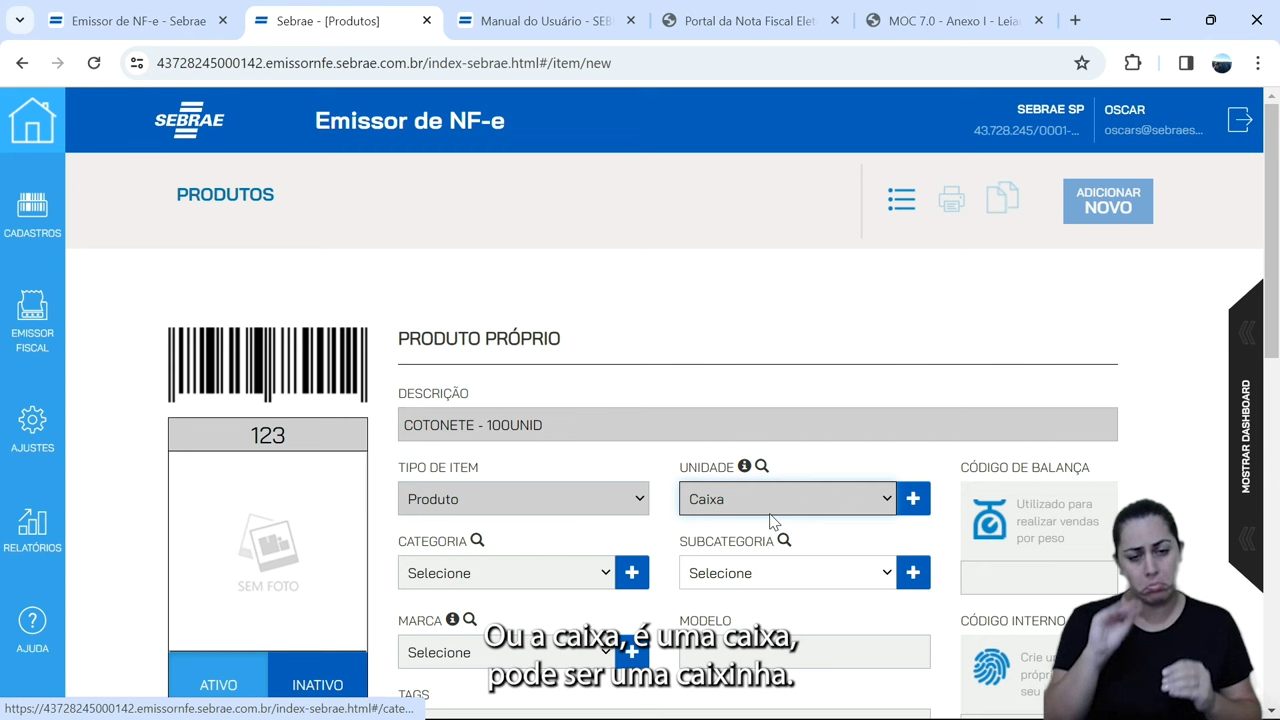 Emissor de NF-e - Sebrae
Sebrae - [Produtos]
Manual do Usuário - SEB
Portal da Nota Fiscal Elet
MOC 7.0 - Anexo I - Leiau
43728245000142.emissornfe.sebrae.com.br/index-sebrae.html#/item/new
SEBRAE
Emissor de NF-e
SEBRAE SP
43.728.245/0001-...
OSCAR
oscars@sebraes...
CADASTROS
EMISSOR
FISCAL
AJUSTES
RELATÓRIOS
AJUDA
PRODUTOS
ADICIONAR
NOVO
MOSTRAR DASHBOARD
123
SEM FOTO
ATIVO
INATIVO
PRODUTO PRÓPRIO
DESCRIÇÃO
COTONETE - 100UNID
TIPO DE ITEM
Produto
UNIDADE
Caixa
CÓDIGO DE BALANÇA
Utilizado para
realizar vendas
por peso
CATEGORIA
Selecione
SUBCATEGORIA
Selecione
MARCA
Selecione
MODELO
CÓDIGO INTERNO
TAGS
Ou a caixa, é uma caixa,
pode ser uma caixinha.
https://43728245000142.emissornfe.sebrae.com.br/index-sebrae.html#/cate...